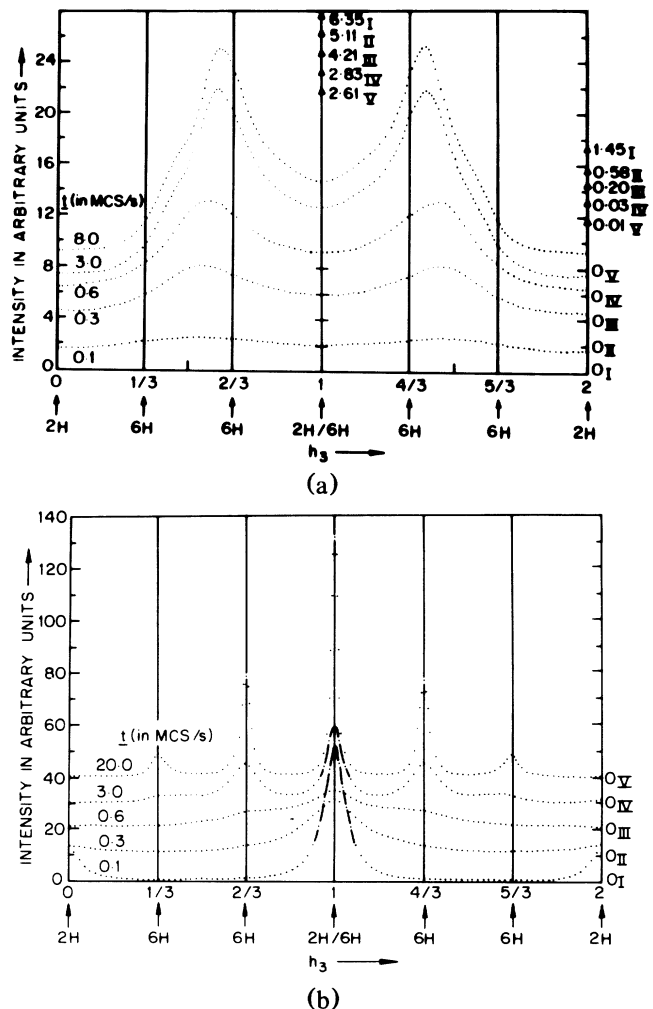 INTENSITY IN ARBITRARY UNITS
24
20
16
12
8
4
0
t (in MCS/s)
8.0
3.0
0.6
0.3
0.1
6.35 I
5.11 II
4.21 III
2.83 IV
2.61 V
1.45 I
0.58 II
0.20 III
0.03 IV
0.01 V
0 V
0 IV
0 III
0 II
0 I
0 1/3 2/3 1 4/3 5/3 2
2H 6H 6H 2H/6H 6H 6H 2H
h3
(a)
INTENSITY IN ARBITRARY UNITS
140
120
100
80
60
40
20
0
t (in MCS/s)
20.0
3.0
0.6
0.3
0.1
0 V
0 IV
0 III
0 II
0 I
0 1/3 2/3 1 4/3 5/3 2
2H 6H 6H 2H/6H 6H 6H 2H
h3
(b)